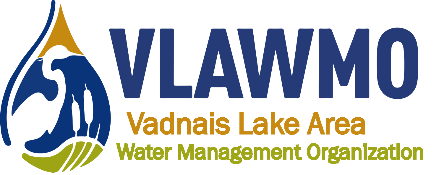 VLAWMO
Vadnais Lake Area
Water Management Organization